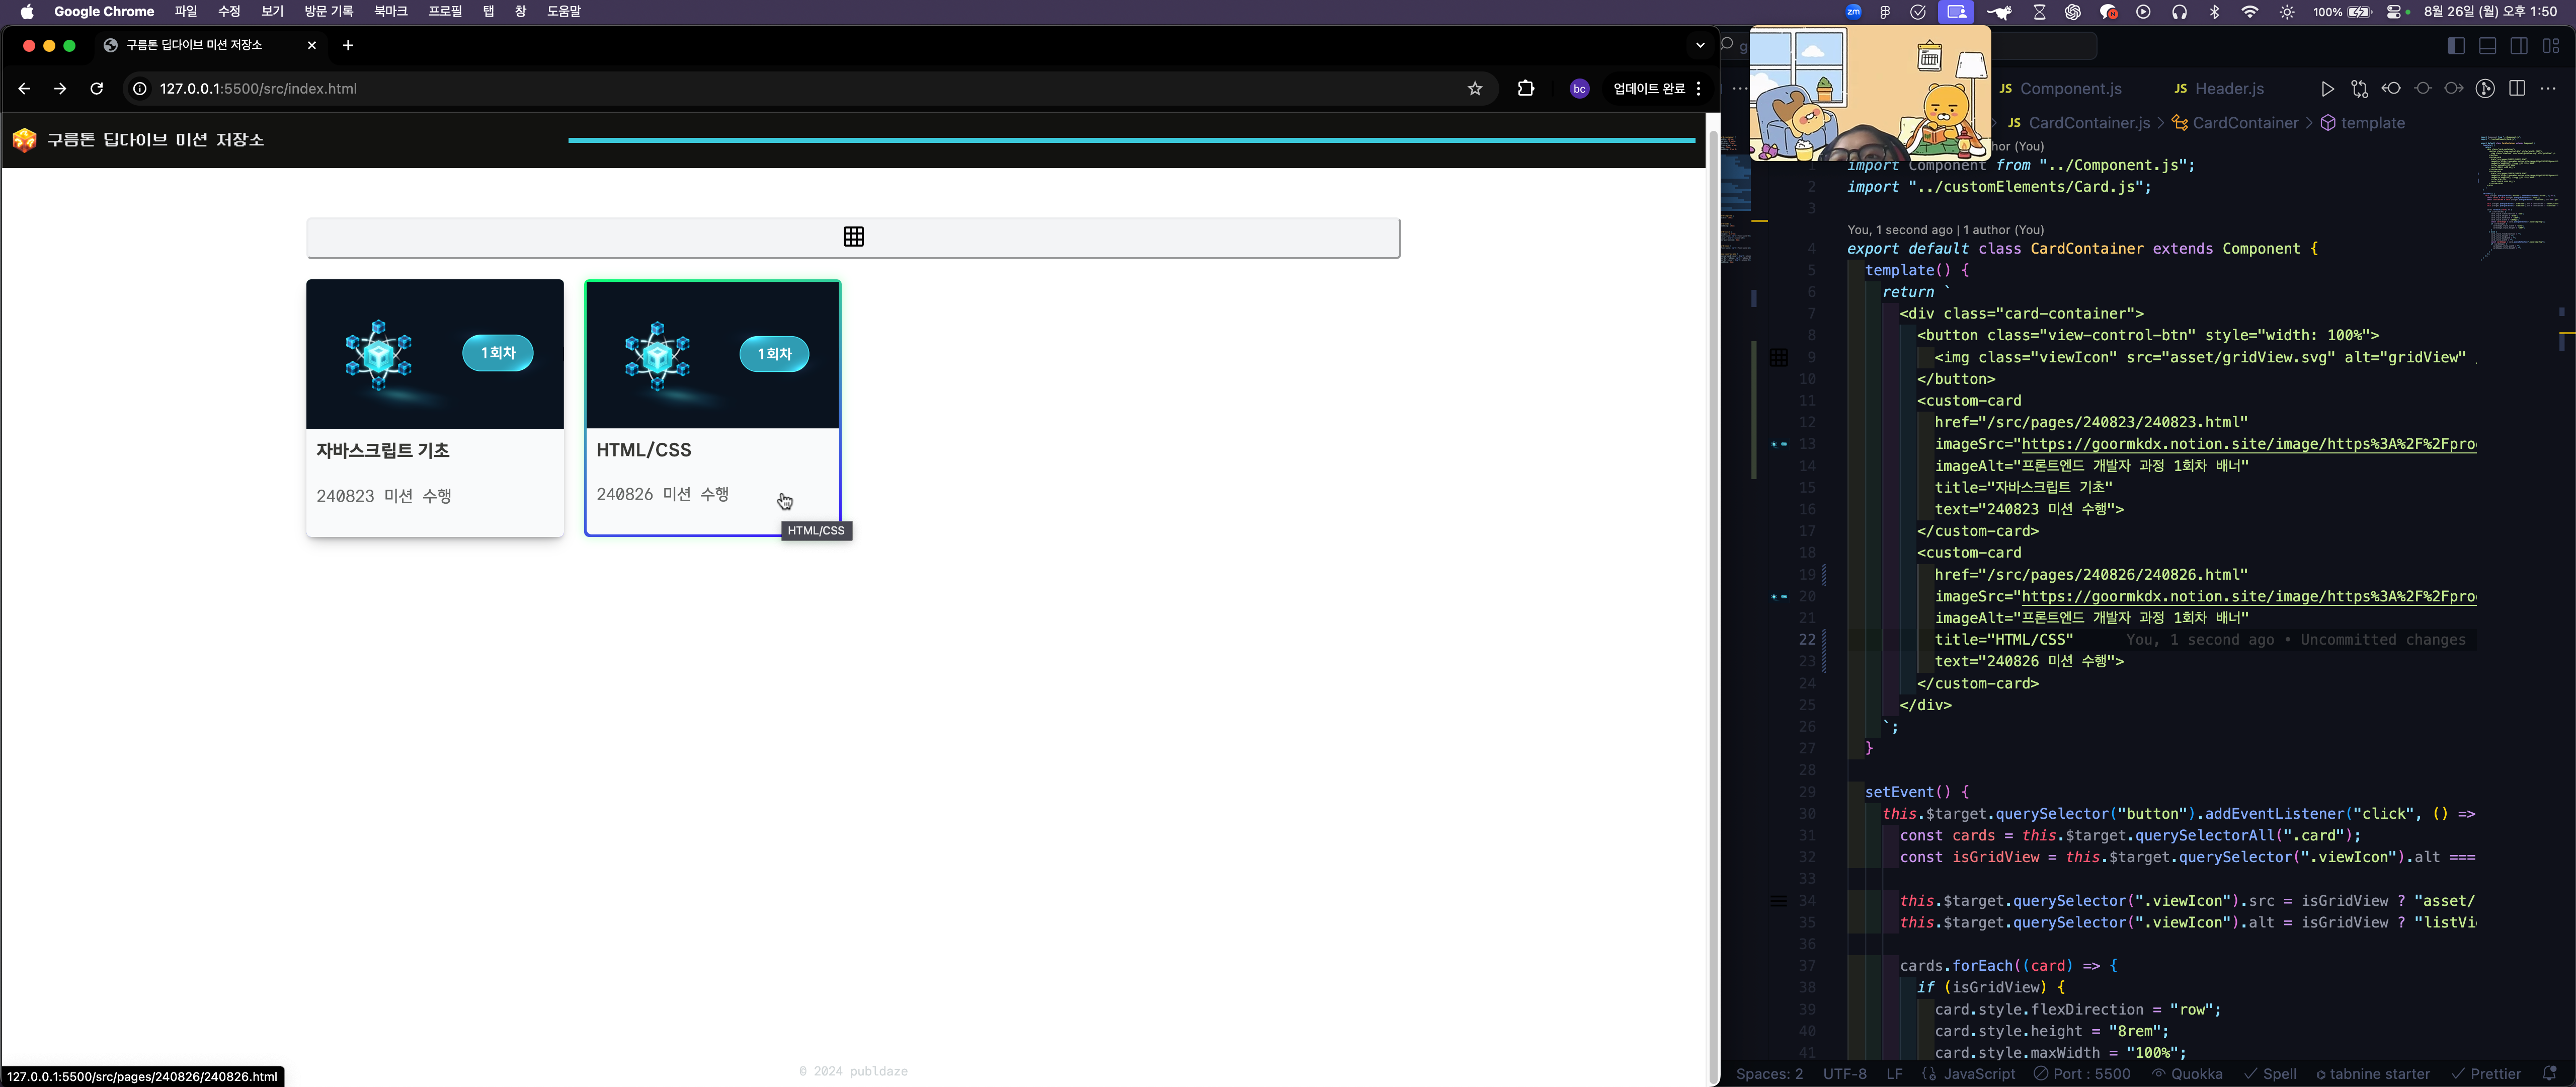 Google Chrome 파일 수정 보기 방문 기록 북마크 프로필 탭 창 도움말
zm 100% 8월 26일 (월) 오후 1:50
구름톤 딥다이브 미션 저장소
127.0.0.1:5500/src/index.html
bc 업데이트 완료
구름톤 딥다이브 미션 저장소
1회차
자바스크립트 기초
240823 미션 수행
1회차
HTML/CSS
240826 미션 수행
HTML/CSS
© 2024 publdaze
127.0.0.1:5500/src/pages/240826/240826.html
JS Component.js JS Header.js
JS CardContainer.js > CardContainer > template
hor (You)
1 import Component from "../Component.js";
2 import "../customElements/Card.js";
3
You, 1 second ago | 1 author (You)
4 export default class CardContainer extends Component {
5 template() {
6 return `
7 <div class="card-container">
8 <button class="view-control-btn" style="width: 100%">
9 <img class="viewIcon" src="asset/gridView.svg" alt="gridView"
10 </button>
11 <custom-card
12 href="/src/pages/240823/240823.html"
13 imageSrc="https://goormkdx.notion.site/image/https%3A%2F%2Fpro
14 imageAlt="프론트엔드 개발자 과정 1회차 배너"
15 title="자바스크립트 기초"
16 text="240823 미션 수행">
17 </custom-card>
18 <custom-card
19 href="/src/pages/240826/240826.html"
20 imageSrc="https://goormkdx.notion.site/image/https%3A%2F%2Fpro
21 imageAlt="프론트엔드 개발자 과정 1회차 배너"
22 title="HTML/CSS" You, 1 second ago • Uncommitted changes
23 text="240826 미션 수행">
24 </custom-card>
25 </div>
26 `;
27 }
28
29 setEvent() {
30 this.$target.querySelector("button").addEventListener("click", () =>
31 const cards = this.$target.querySelectorAll(".card");
32 const isGridView = this.$target.querySelector(".viewIcon").alt ===
33
34 this.$target.querySelector(".viewIcon").src = isGridView ? "asset/
35 this.$target.querySelector(".viewIcon").alt = isGridView ? "listVi
36
37 cards.forEach((card) => {
38 if (isGridView) {
39 card.style.flexDirection = "row";
40 card.style.height = "8rem";
41 card.style.maxWidth = "100%";
Spaces: 2 UTF-8 LF JavaScript Port : 5500 Quokka Spell tabnine starter Prettier